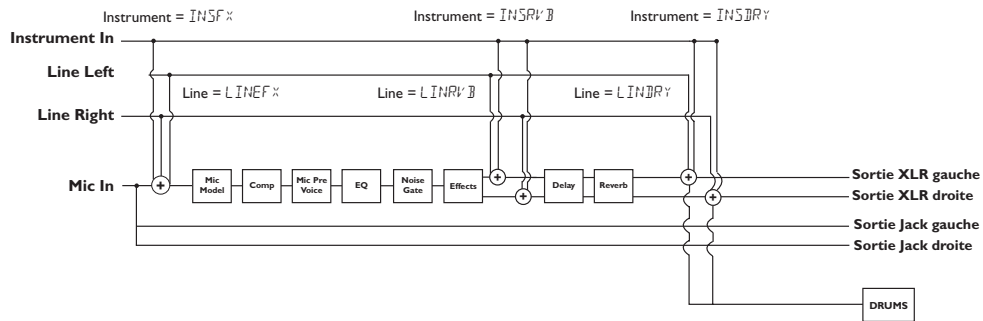 Instrument = INSFX Instrument = INSRVB Instrument = INSDRY
Instrument In
Line Left
Line = LINEFX Line = LINRVB Line = LINDRY
Line Right
Mic In
+
Mic Model
Comp
Mic Pre Voice
EQ
Noise Gate
Effects
+
+
Delay
Reverb
+
+
Sortie XLR gauche
Sortie XLR droite
Sortie Jack gauche
Sortie Jack droite
DRUMS